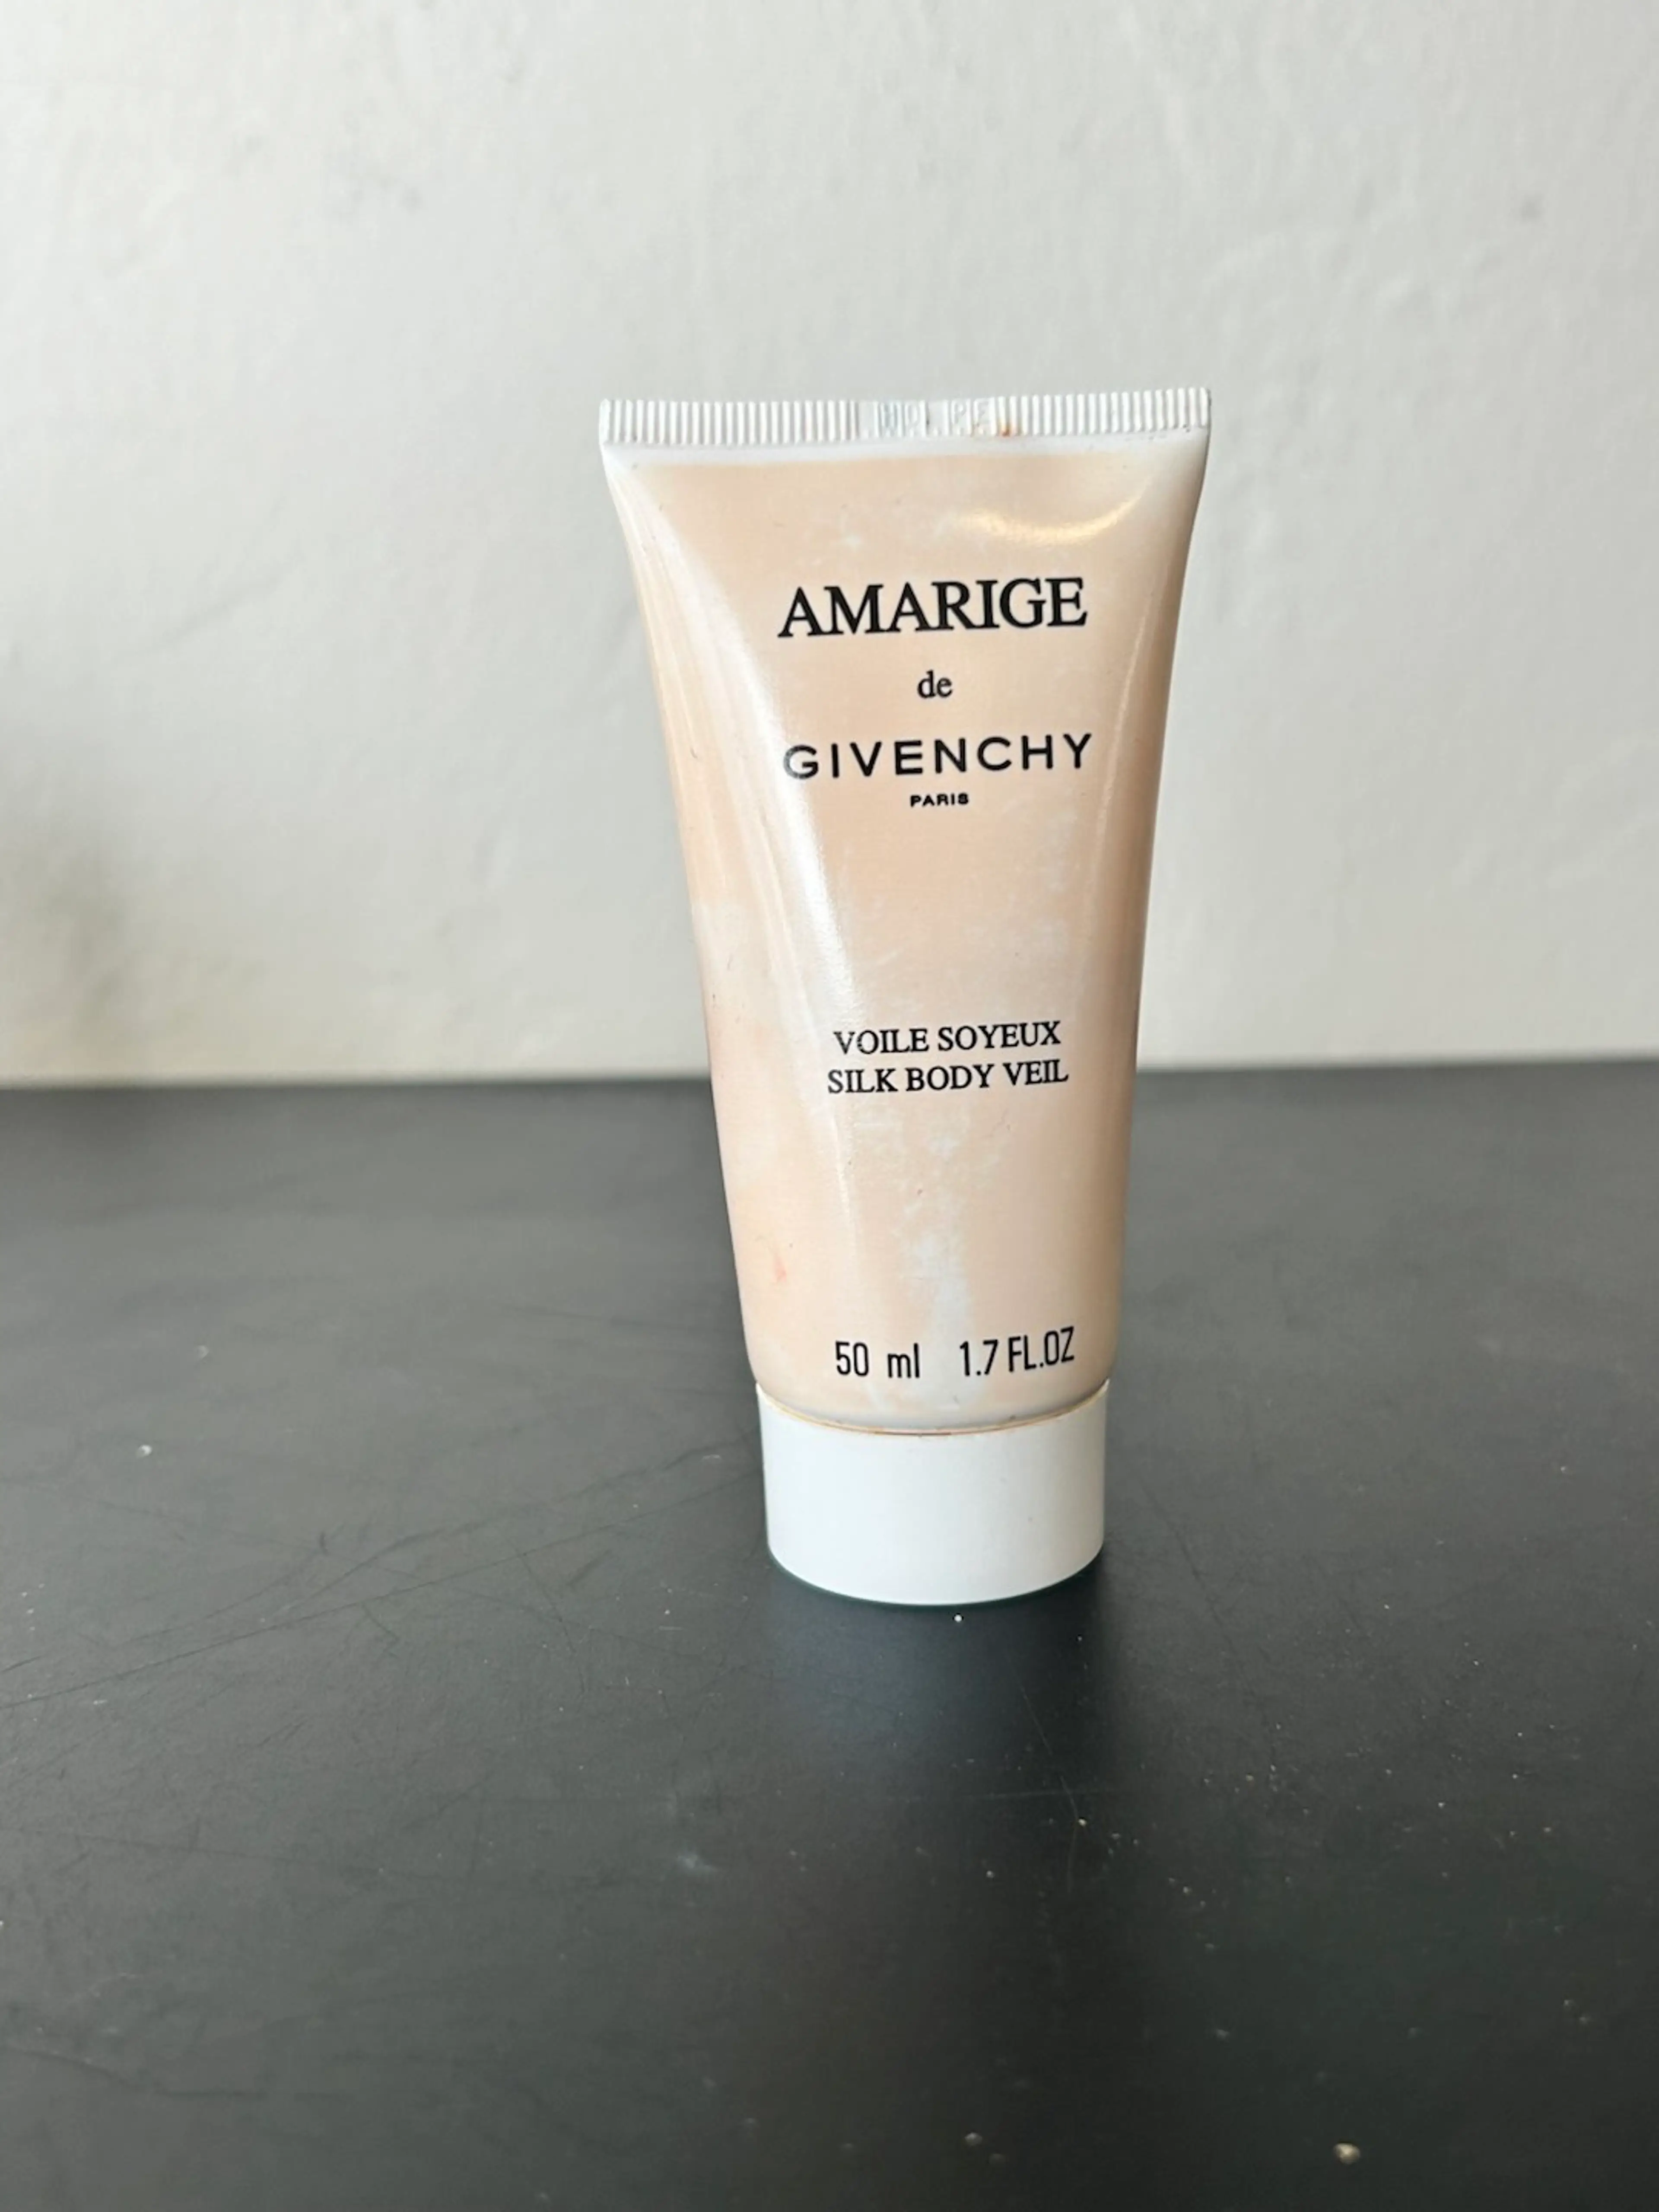 AMARIGE
de
GIVENCHY
PARIS
VOILE SOYEUX
SILK BODY VEIL
50 ml 1.7 FL.OZ